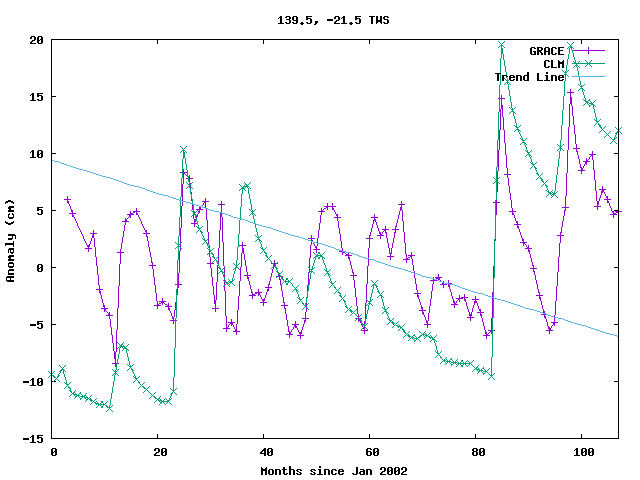 139.5, -21.5 TWS
20
15
10
5
0
-5
-10
-15
Anomaly (cm)
GRACE
CLM
Trend Line
0 20 40 60 80 100
Months since Jan 2002